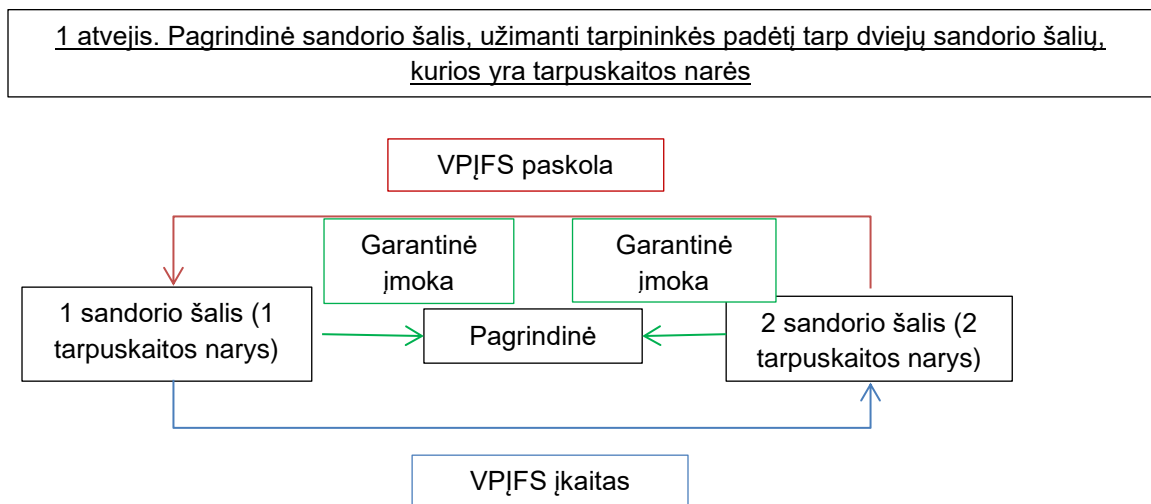 1 atvejis. Pagrindinė sandorio šalis, užimanti tarpininkės padėtį tarp dviejų sandorio šalių,
kurios yra tarpuskaitos narės
VPĮFS paskola
Garantinė
įmoka
Garantinė
įmoka
1 sandorio šalis (1
tarpuskaitos narys)
Pagrindinė
2 sandorio šalis (2
tarpuskaitos narys)
VPĮFS įkaitas